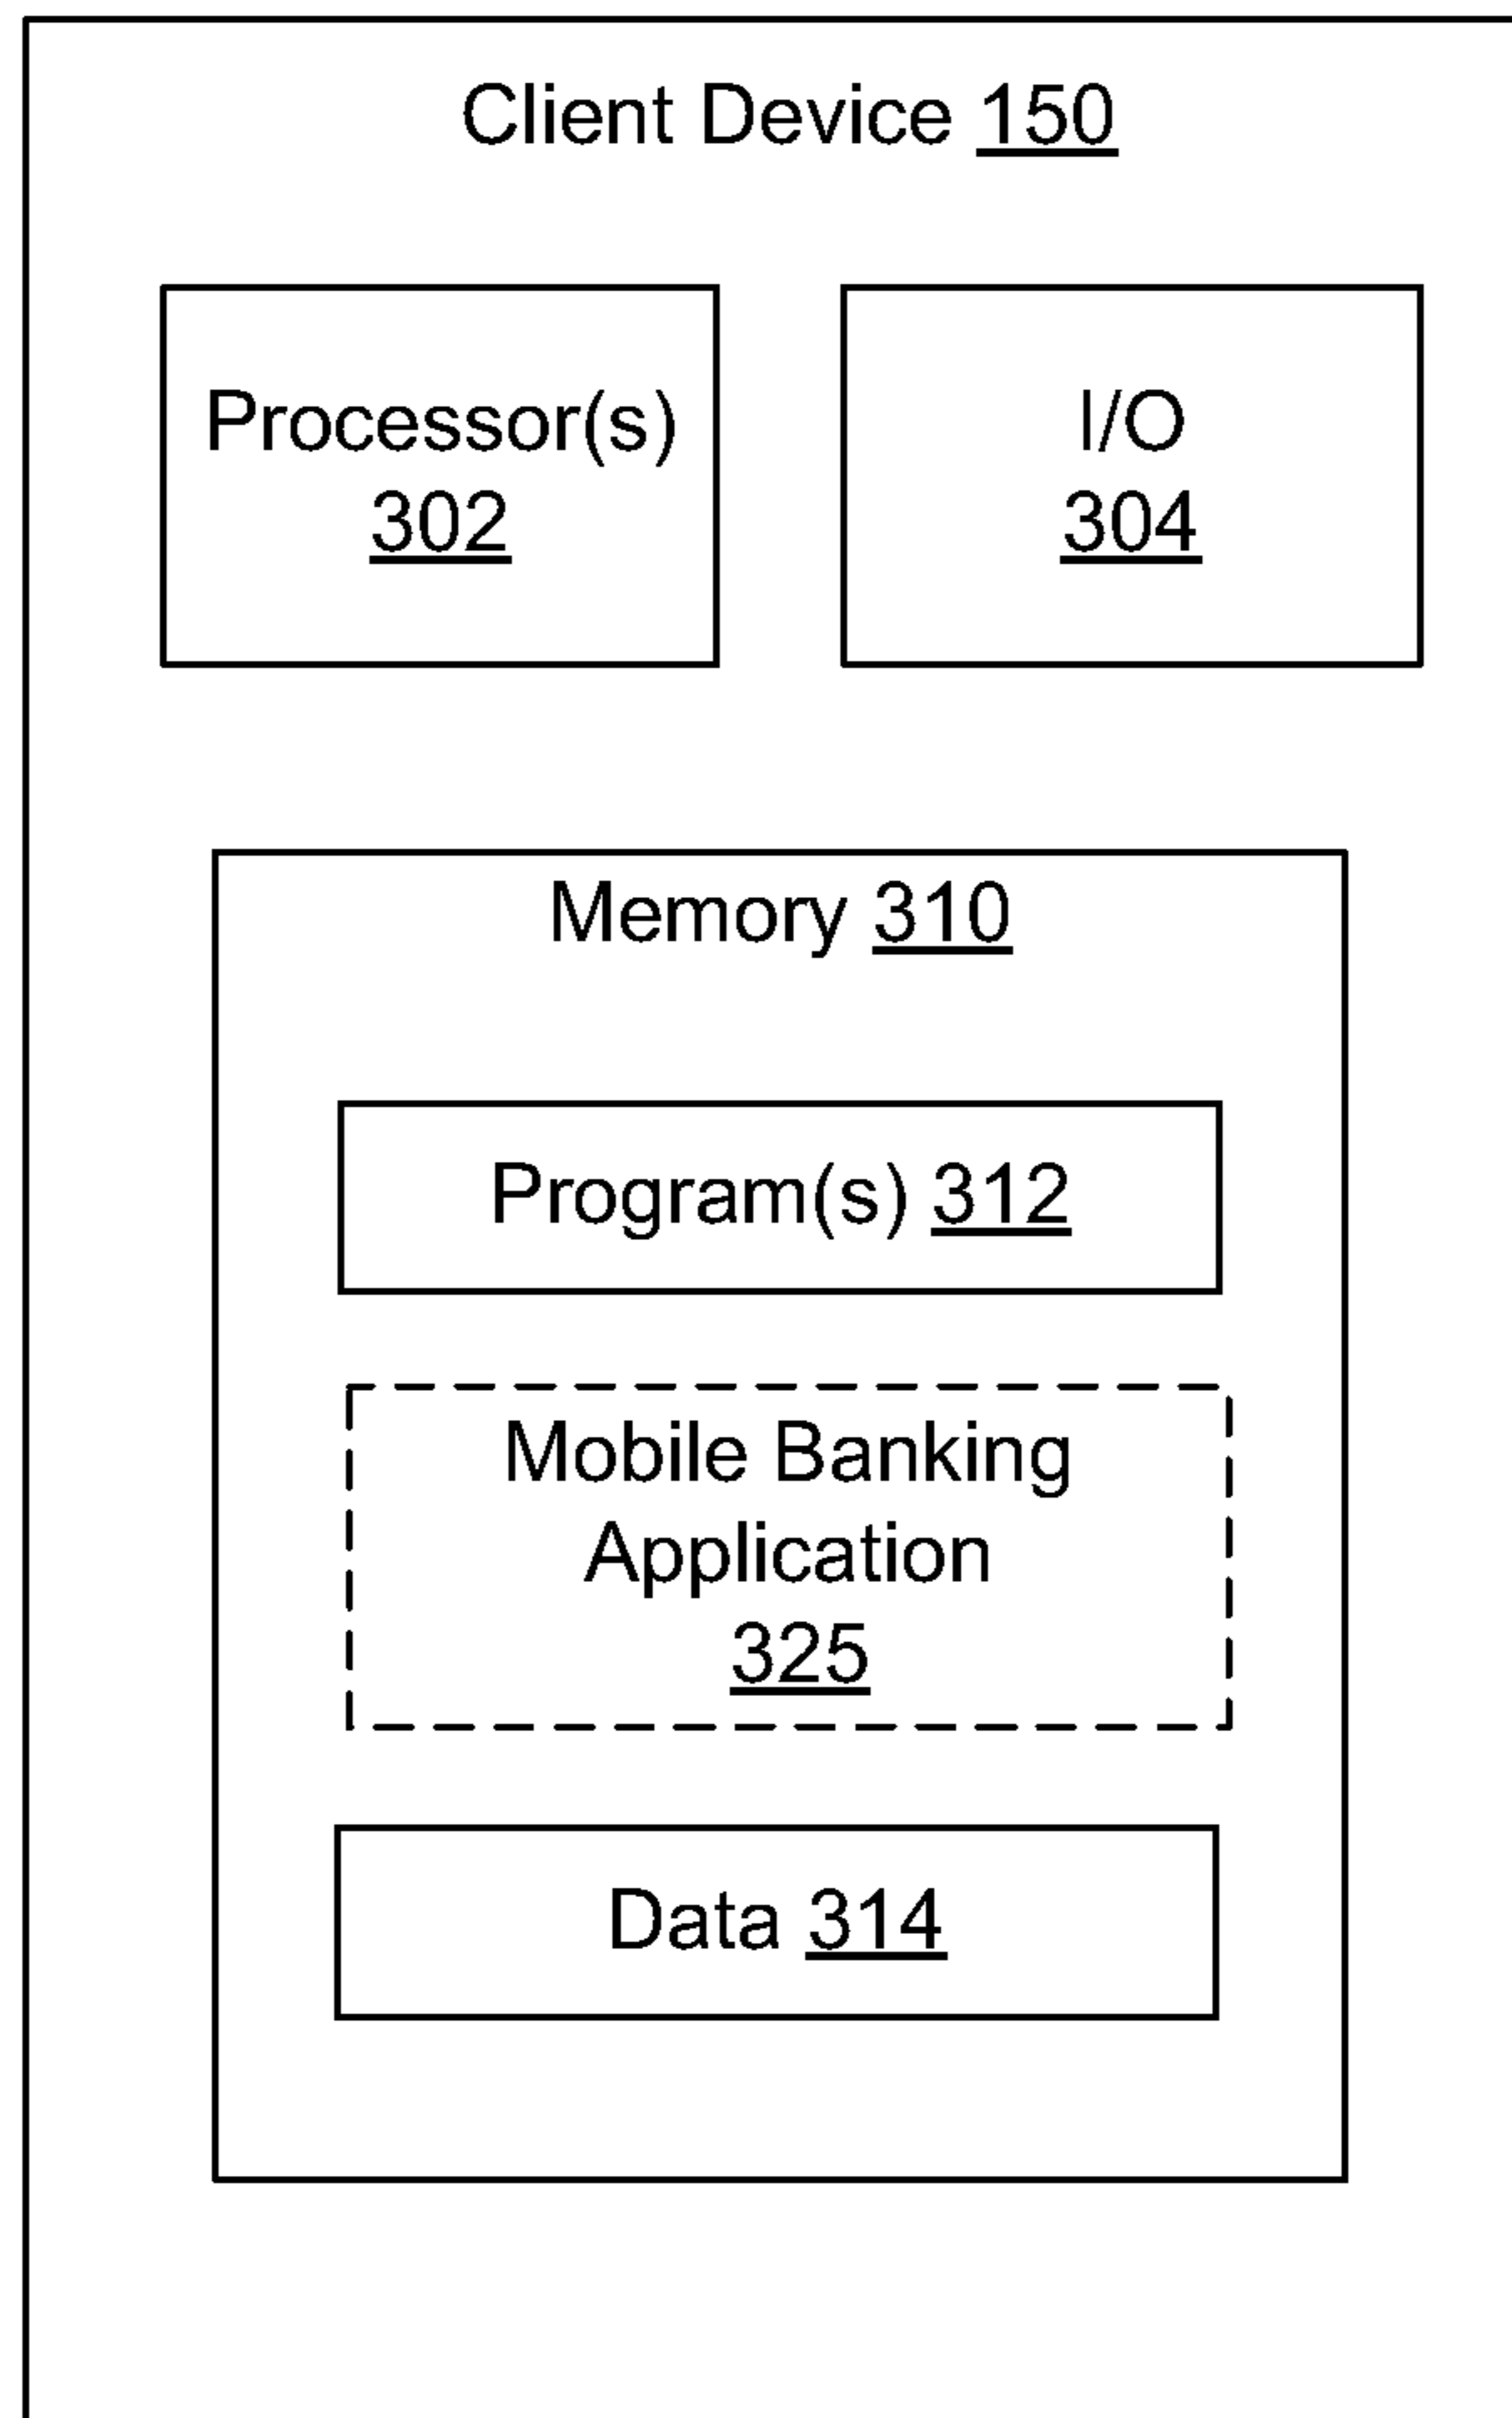 Client Device 150
Processor(s)
302
I/O
304
Memory 310
Program(s) 312
Mobile Banking
Application
325
Data 314